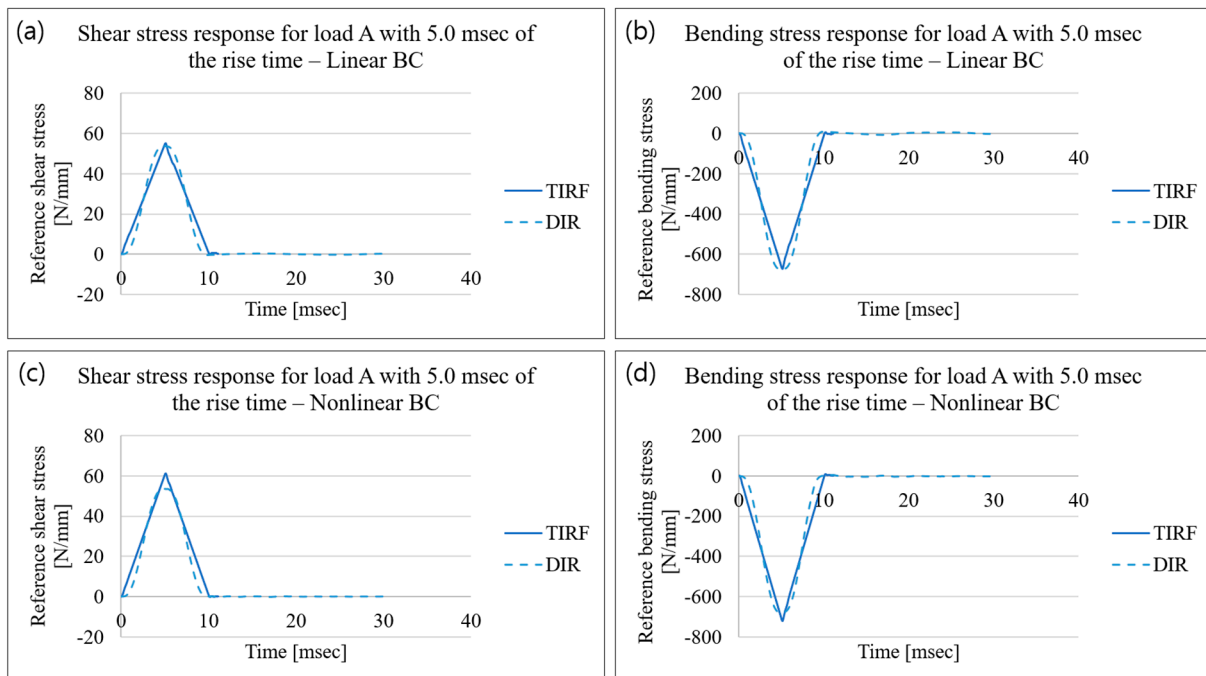 (a)
Shear stress response for load A with 5.0 msec of
the rise time – Linear BC
Reference shear stress
[N/mm]
80
60
40
20
0
-20
0
10
20
30
40
Time [msec]
TIRF
DIR
(b)
Bending stress response for load A with 5.0 msec
of the rise time – Linear BC
Reference bending stress
[N/mm]
200
0
-200
-400
-600
-800
0
10
20
30
40
Time [msec]
TIRF
DIR
(c)
Shear stress response for load A with 5.0 msec of
the rise time – Nonlinear BC
Reference shear stress
[N/mm]
80
60
40
20
0
-20
0
10
20
30
40
Time [msec]
TIRF
DIR
(d)
Bending stress response for load A with 5.0 msec
of the rise time – Nonlinear BC
Reference bending stress
[N/mm]
200
0
-200
-400
-600
-800
0
10
20
30
40
Time [msec]
TIRF
DIR